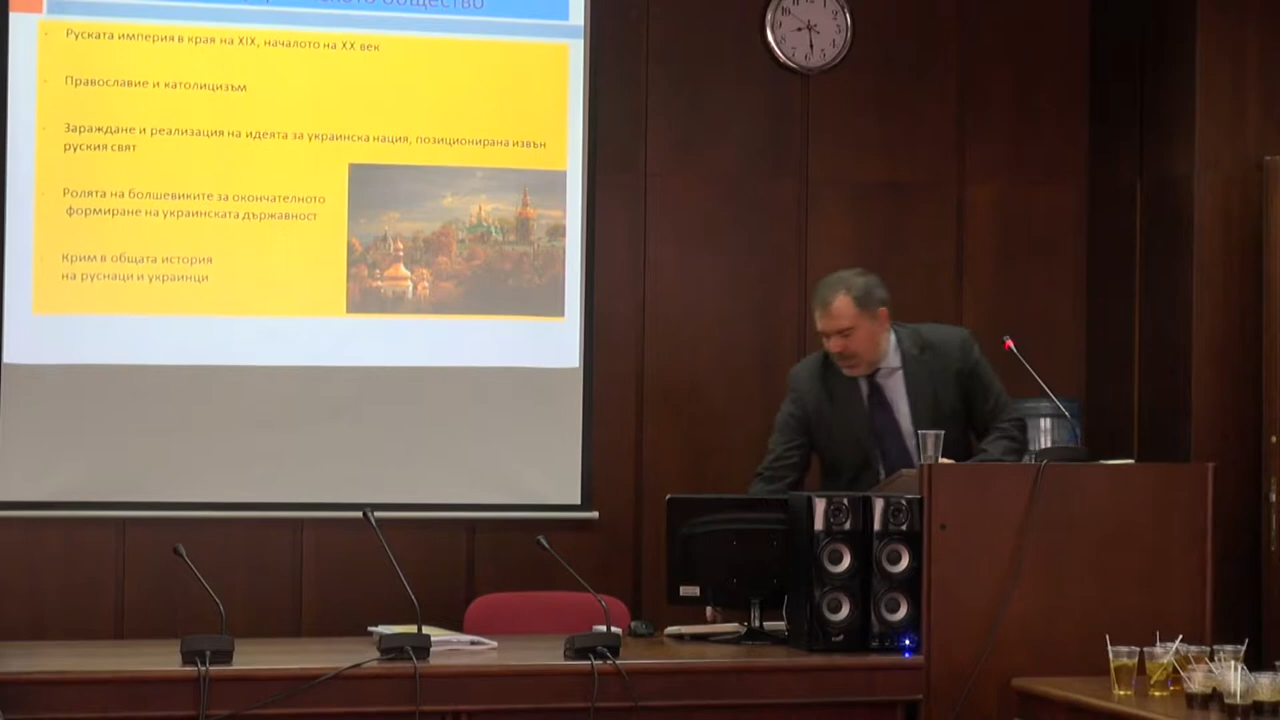 общество
Руската империя в края на XIX, началото на XX век
Православие и католицизъм
Зараждане и реализация на идеята за украинска нация, позиционирана извън
руския свят
Ролята на болшевиките за окончателното
формиране на украинската държавност
Крим в общата история
на руснаци и украинци